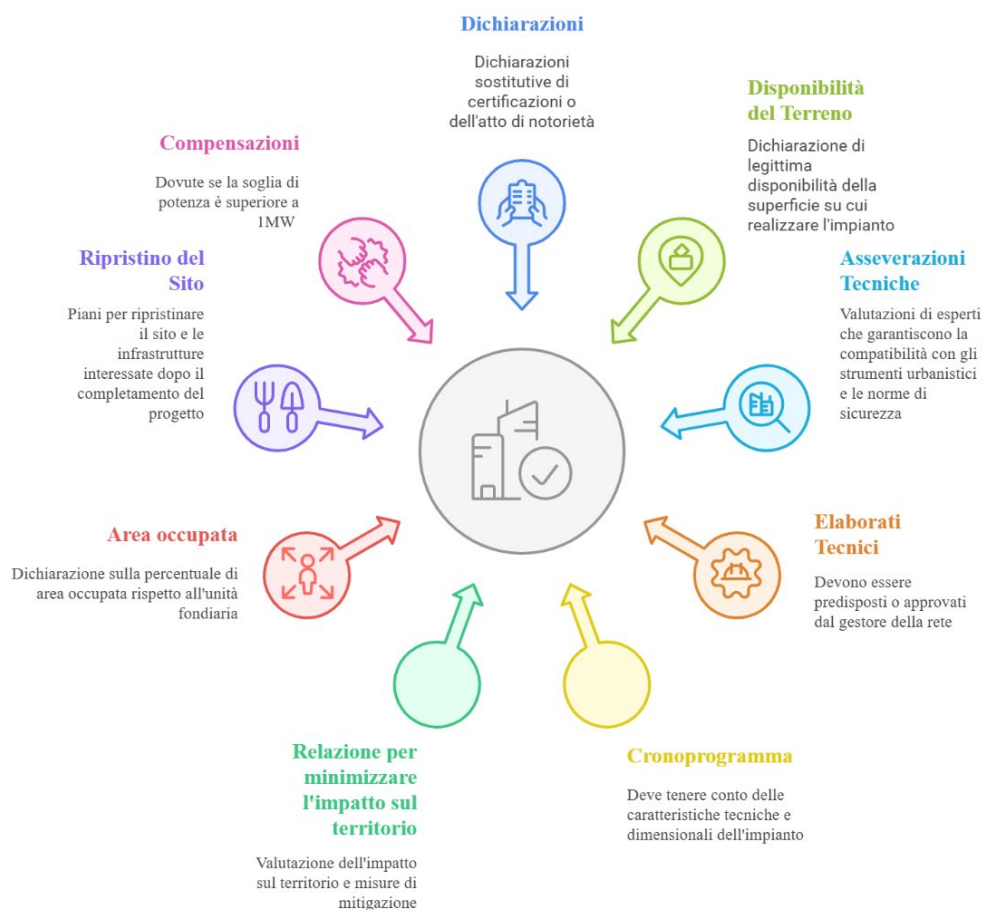 Dichiarazioni
Dichiarazioni
sostitutive di
certificazioni o
dell'atto di notorietà
Disponibilità
del Terreno
Dichiarazione di
legittima
disponibilità della
superficie su cui
realizzare l'impianto
Asseverazioni
Tecniche
Valutazioni di esperti
che garantiscono la
compatibilità con gli
strumenti urbanistici
e le norme di
sicurezza
Elaborati
Tecnici
Devono essere
predisposti o approvati
dal gestore della rete
Cronoprogramma
Deve tenere conto delle
caratteristiche tecniche e
dimensionali dell'impianto
Relazione per
minimizzare
l'impatto sul
territorio
Valutazione dell'impatto
sul territorio e misure di
mitigazione
Area occupata
Dichiarazione sulla percentuale di
area occupata rispetto all'unità
fondiaria
Ripristino del
Sito
Piani per ripristinare
il sito e le
infrastrutture
interessate dopo il
completamento del
progetto
Compensazioni
Dovute se la soglia di
potenza è superiore a
1MW